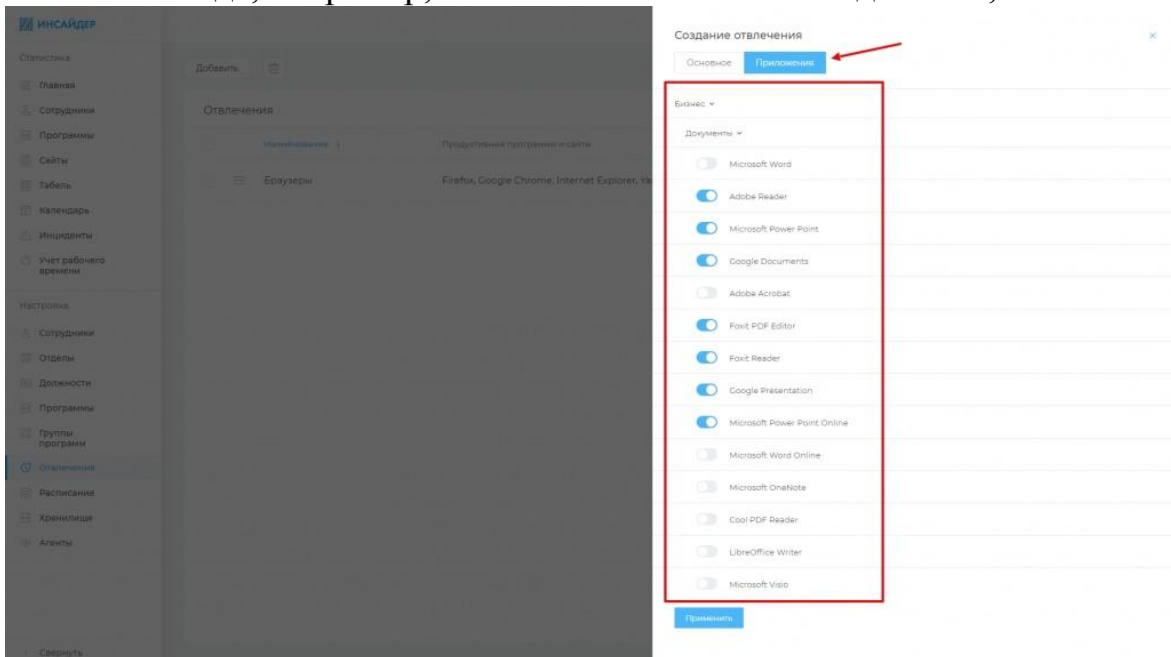 ИНСАЙДЕР
Статистика
Главная
Сотрудники
Программы
Сайты
Табель
Календарь
Инциденты
Учет рабочего
времени
Настройка
Сотрудники
Отделы
Должности
Программы
Группы
программ
Отвлечения
Расписание
Хранилище
Агенты
Свернуть
Добавить
Отвлечения
Наименование
Продуктивные программы и сайты
Браузеры
Firefox, Google Chrome, Internet Explorer, Ya
Создание отвлечения
Основное
Приложения
Бизнес
Документы
Microsoft Word
Adobe Reader
Microsoft Power Point
Google Documents
Adobe Acrobat
Foxit PDF Editor
Foxit Reader
Google Presentation
Microsoft Power Point Online
Microsoft Word Online
Microsoft OneNote
Cool PDF Reader
LibreOffice Writer
Microsoft Visio
Применить